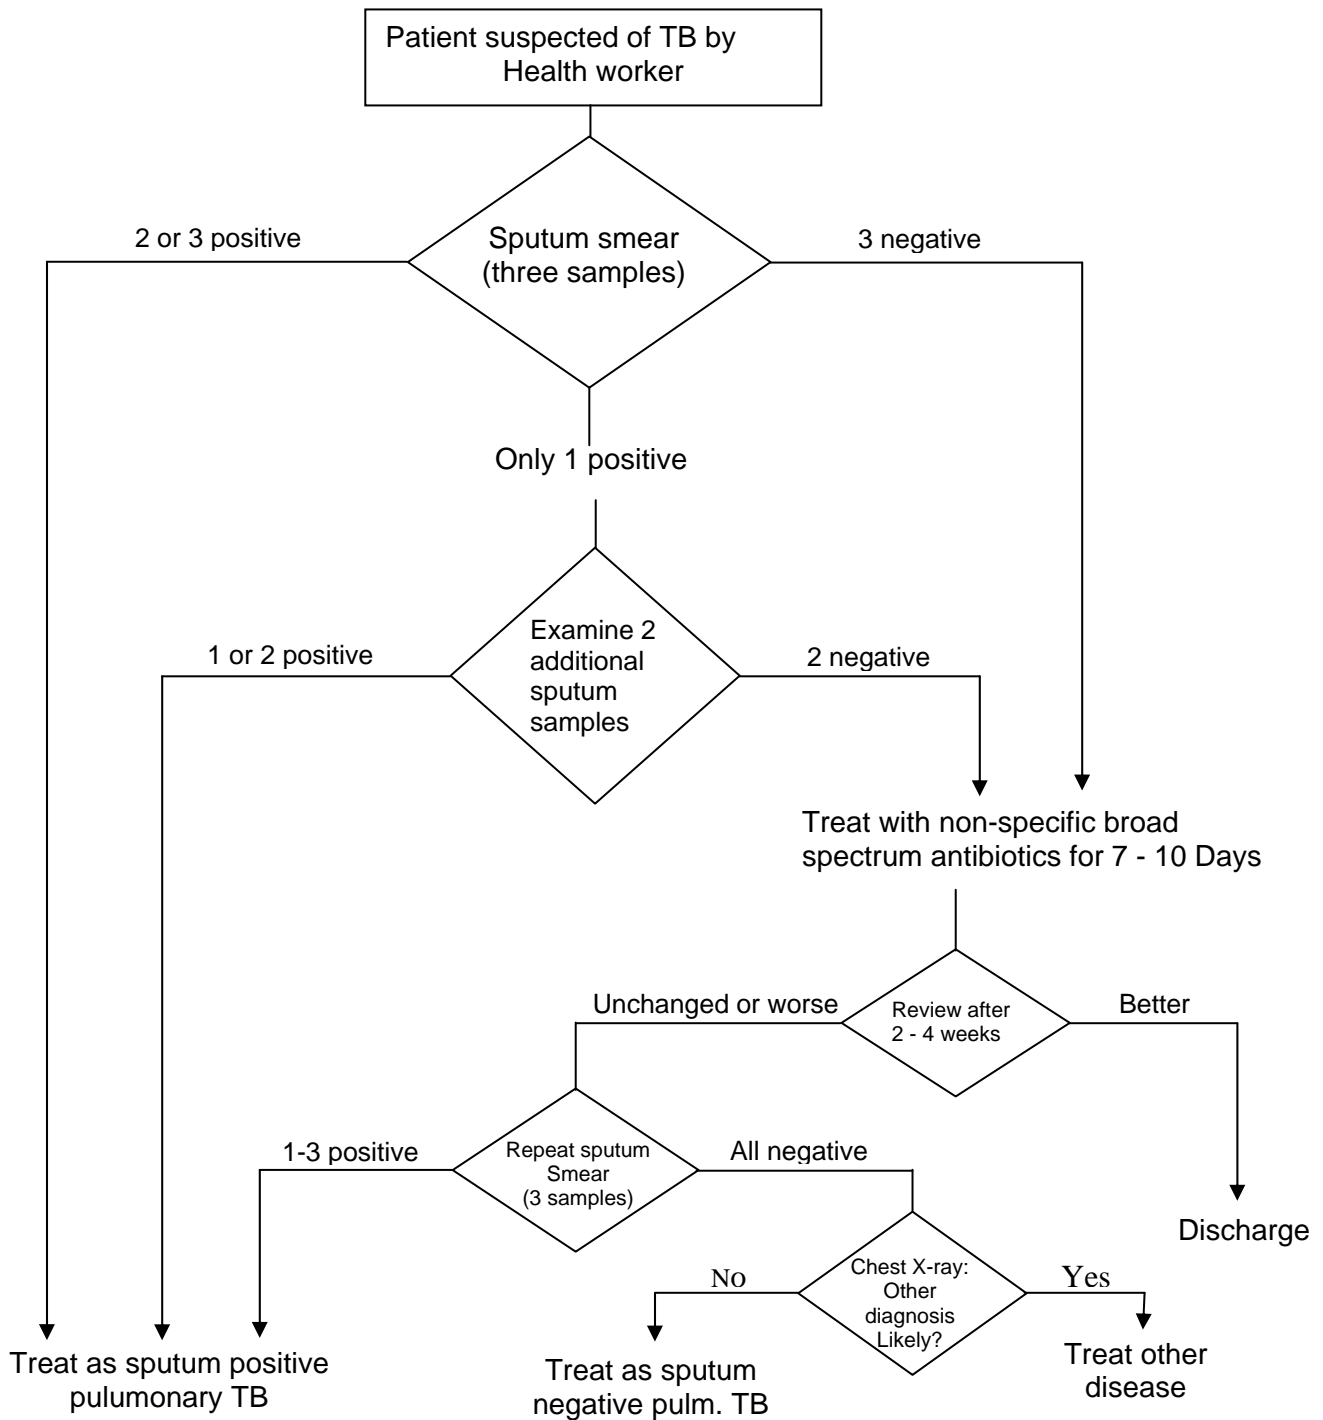 Patient suspected of TB by
Health worker
2 or 3 positive
Sputum smear
(three samples)
3 negative
Only 1 positive
1 or 2 positive
Examine 2
additional
sputum
samples
2 negative
Treat with non-specific broad
spectrum antibiotics for 7 - 10 Days
Unchanged or worse
Review after
2 - 4 weeks
Better
1-3 positive
Repeat sputum
Smear
(3 samples)
All negative
Discharge
No
Chest X-ray:
Other
diagnosis
Likely?
Yes
Treat as sputum positive
pulumonary TB
Treat as sputum
negative pulm. TB
Treat other
disease